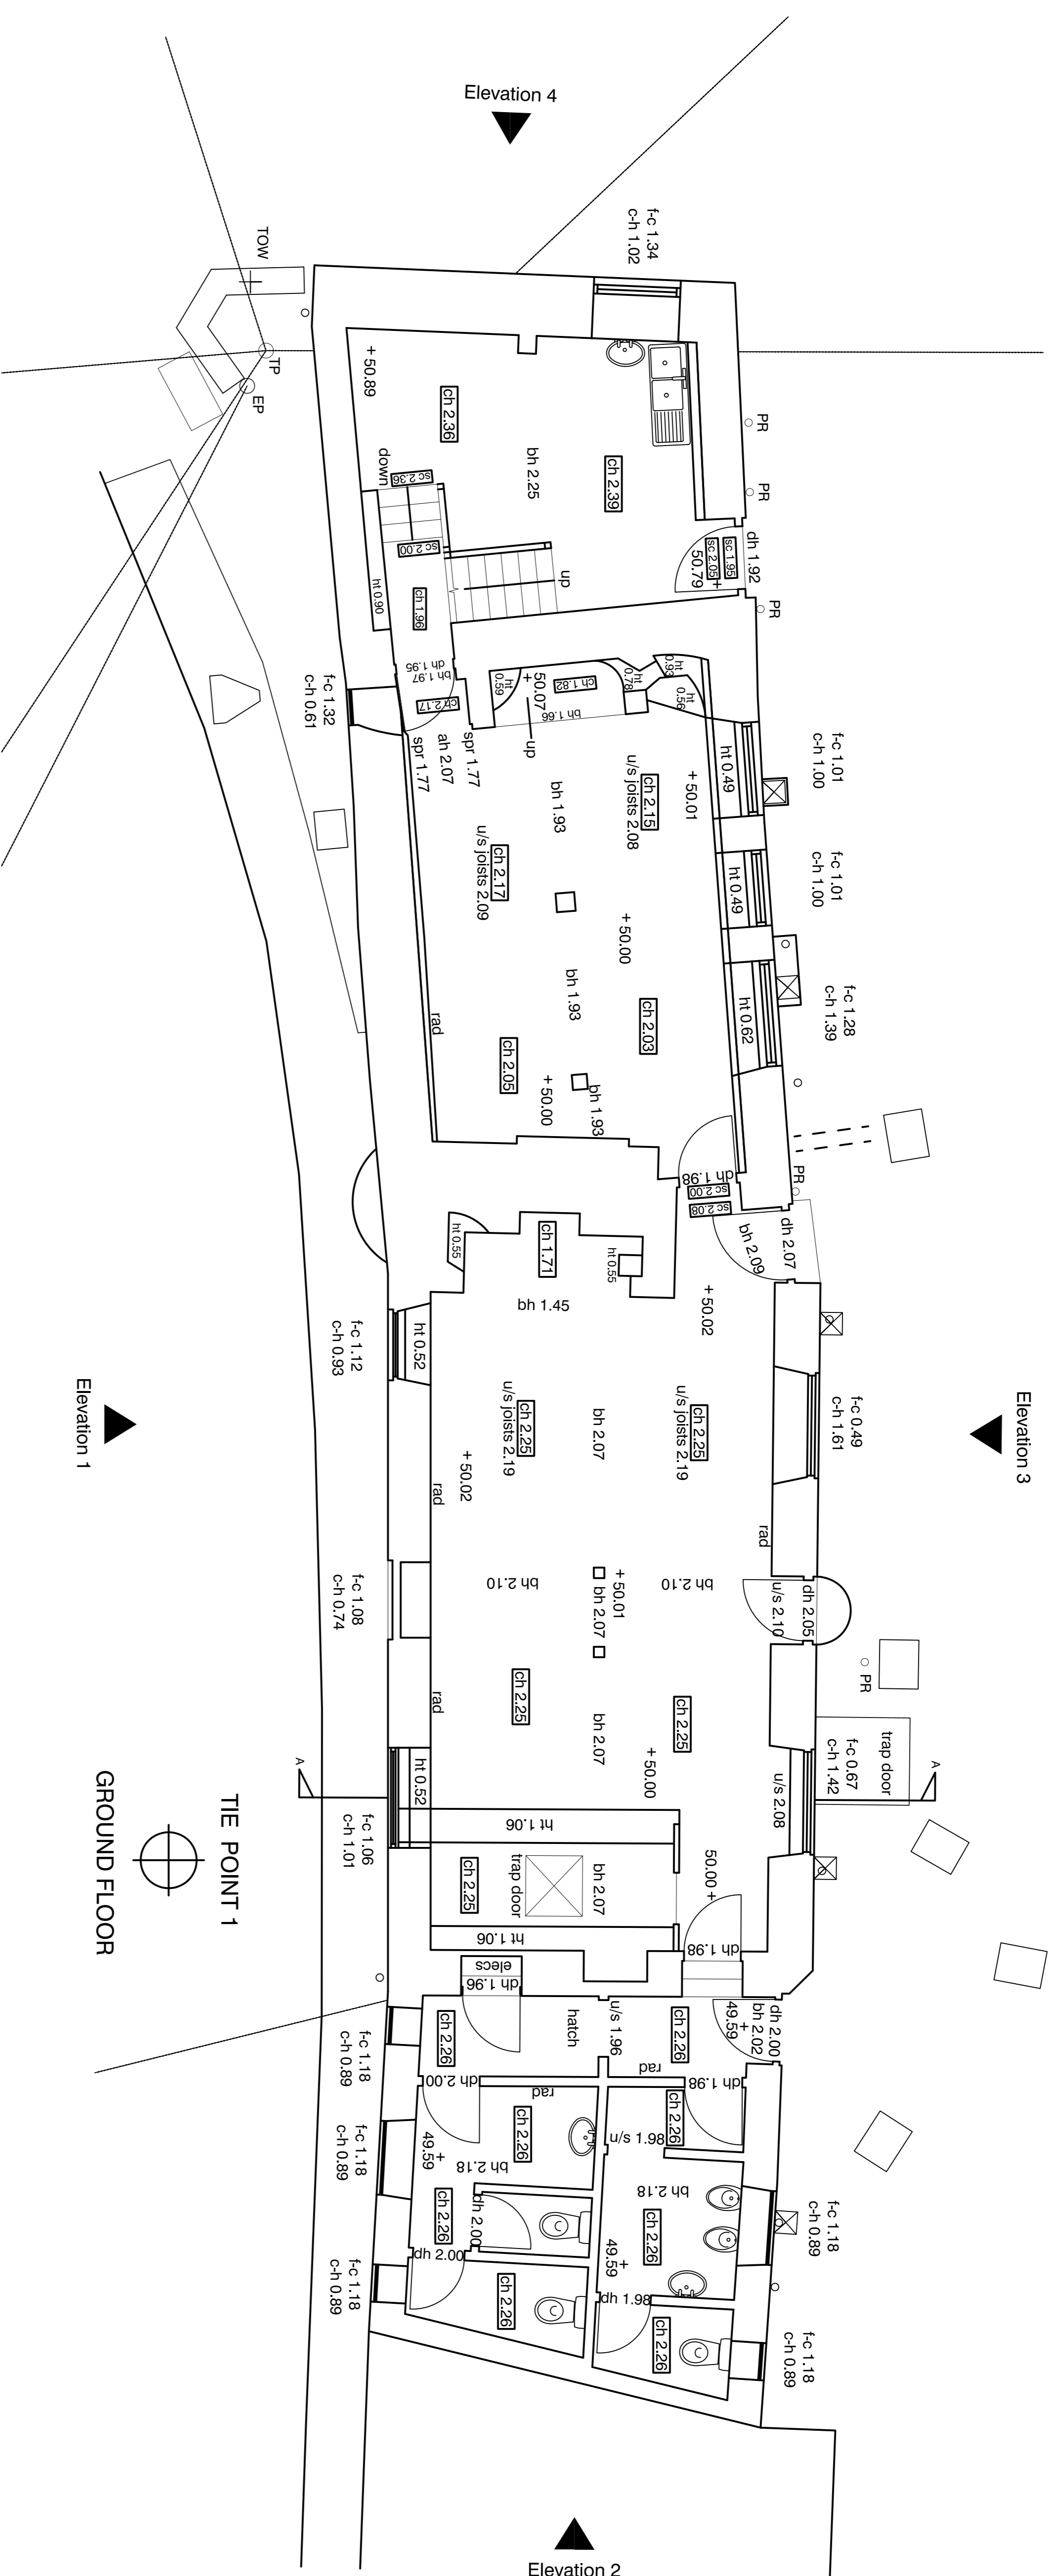 Elevation 4
f-c 1.34
c-h 1.02
TOW
TP
EP
+ 50.89
ch 2.36
down
sc 2.36
bh 2.25
ch 2.39
PR
PR
dh 1.92
sc 1.95
sc 2.05
50.79 +
sc 2.00
up
ht 0.90
ch 1.96
PR
dh 1.95
bh 1.97
ch 2.17
f-c 1.32
c-h 0.61
ht 0.59
+ 50.07
ch 1.82
bh 1.66
ht 0.78
ht 0.93
ht 0.56
up
spr 1.77
ah 2.07
spr 1.77
bh 1.93
ch 2.15
u/s joists 2.08
+ 50.01
ht 0.49
f-c 1.01
c-h 1.00
ch 2.17
u/s joists 2.09
ht 0.49
f-c 1.01
c-h 1.00
+ 50.00
bh 1.93
ch 2.03
ht 0.62
f-c 1.28
c-h 1.39
rad
ch 2.05
+ 50.00
bh 1.93
dh 1.98
sc 2.00
sc 2.08
PR
dh 2.07
bh 2.09
ht 0.55
ch 1.71
ht 0.55
bh 1.45
+ 50.02
f-c 1.12
c-h 0.93
ht 0.52
Elevation 1
ch 2.25
u/s joists 2.19
bh 2.07
ch 2.25
u/s joists 2.19
f-c 0.49
c-h 1.61
Elevation 3
+ 50.02
rad
rad
f-c 1.08
c-h 0.74
bh 2.10
+ 50.01
bh 2.07
bh 2.10
dh 2.05
u/s 2.10
PR
rad
ch 2.25
bh 2.07
ch 2.25
+ 50.00
trap door
f-c 0.67
c-h 1.42
A
A
ht 0.52
u/s 2.08
f-c 1.06
c-h 1.01
ht 1.06
TIE POINT 1
GROUND FLOOR
ch 2.25
trap door
bh 2.07
50.00 +
ht 1.06
dh 1.98
elecs
dh 1.96
ch 2.26
hatch
u/s 1.96
ch 2.26
dh 2.00
bh 2.02
49.59 +
f-c 1.18
c-h 0.89
rad
dh 2.00
rad
dh 1.98
ch 2.26
ch 2.26
u/s 1.98
f-c 1.18
c-h 0.89
49.59 +
bh 2.18
bh 2.18
ch 2.26
dh 2.00
ch 2.26
f-c 1.18
c-h 0.89
dh 2.00
49.59 +
f-c 1.18
c-h 0.89
ch 2.26
dh 1.98
ch 2.26
f-c 1.18
c-h 0.89
Elevation 2